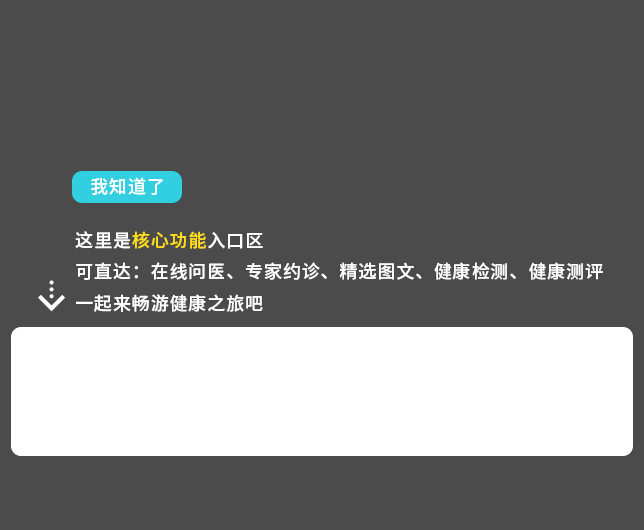 我知道了
这里是核心功能入口区
可直达：在线问医、专家约诊、精选图文、健康检测、健康测评
一起来畅游健康之旅吧